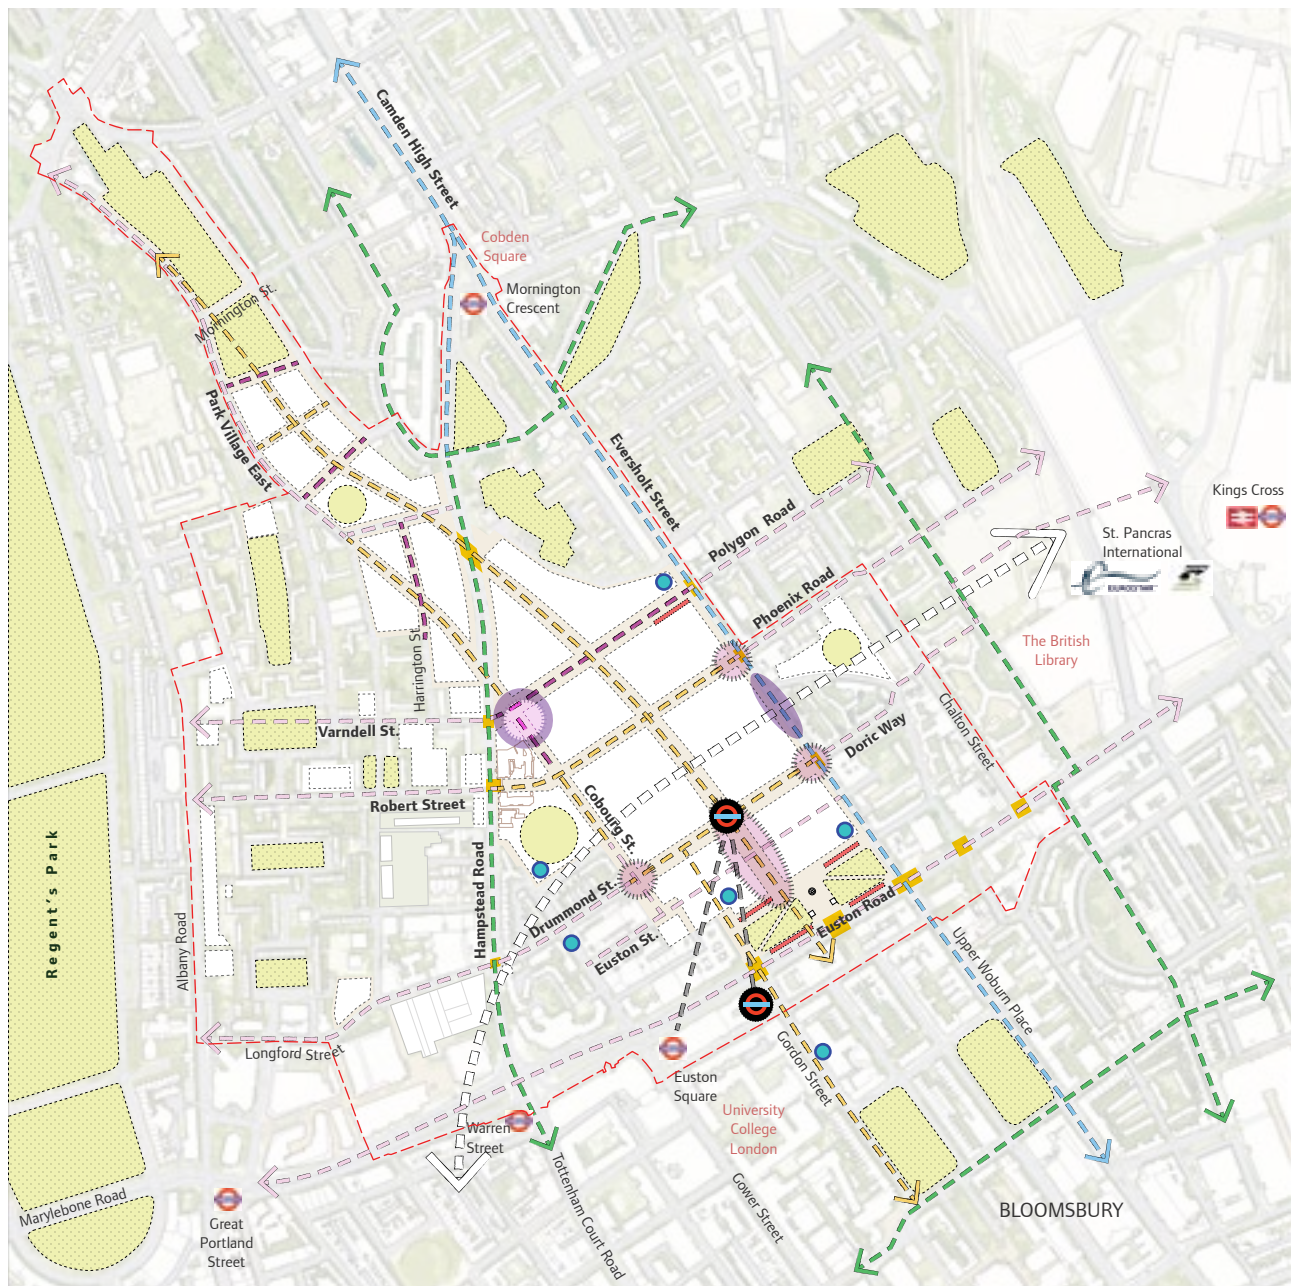 Camden High Street
Cobden
Square
Mornington
Crescent
Mornington St.
Park Village East
Eversholt Street
Polygon Road
Phoenix Road
Kings Cross
St. Pancras
International
The British
Library
Harrington St.
Varndell St.
Chalton Street
Doric Way
Robert Street
Cobourg St.
Regent's Park
Albany Road
Hampstead Road
Drummond St.
Euston St.
Euston Road
Upper Woburn Place
Longford Street
Gordon Street
Euston
Square
University
College
London
Warren
Street
Tottenham Court Road
Gower Street
BLOOMSBURY
Marylebone Road
Great
Portland
Street